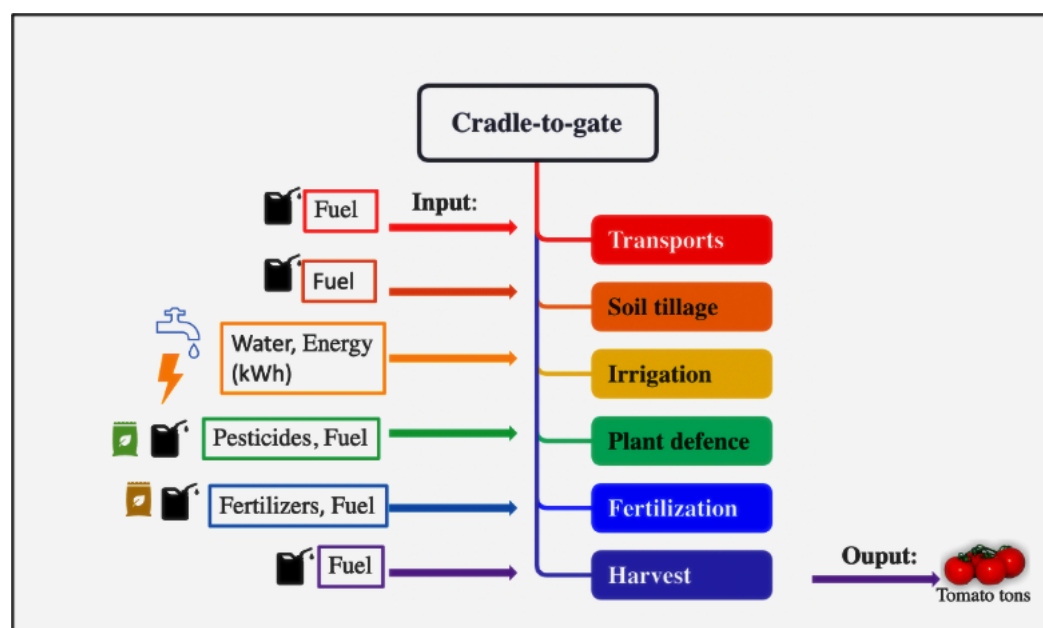 Cradle-to-gate
Fuel
Input:
Transports
Fuel
Soil tillage
Water, Energy
(kWh)
Irrigation
Pesticides, Fuel
Plant defence
Fertilizers, Fuel
Fertilization
Fuel
Harvest
Ouput:
Tomato tons